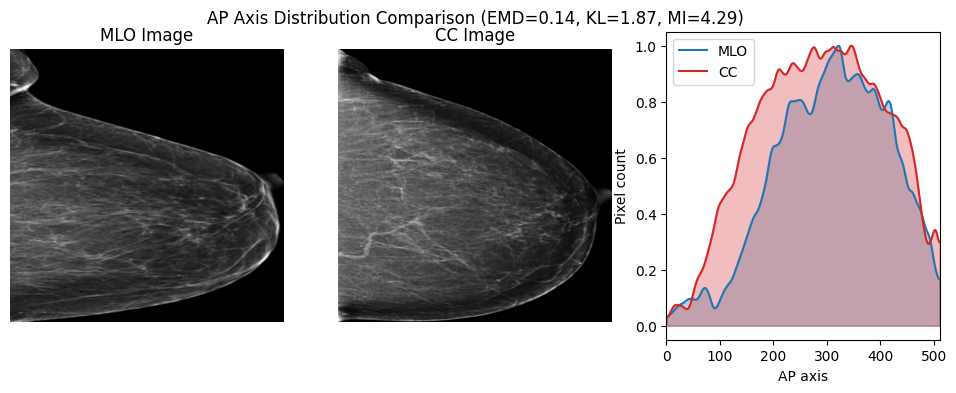 AP Axis Distribution Comparison (EMD=0.14, KL=1.87, MI=4.29)
MLO Image
CC Image
MLO
CC
1.0
0.8
0.6
0.4
0.2
0.0
Pixel count
0 100 200 300 400 500
AP axis